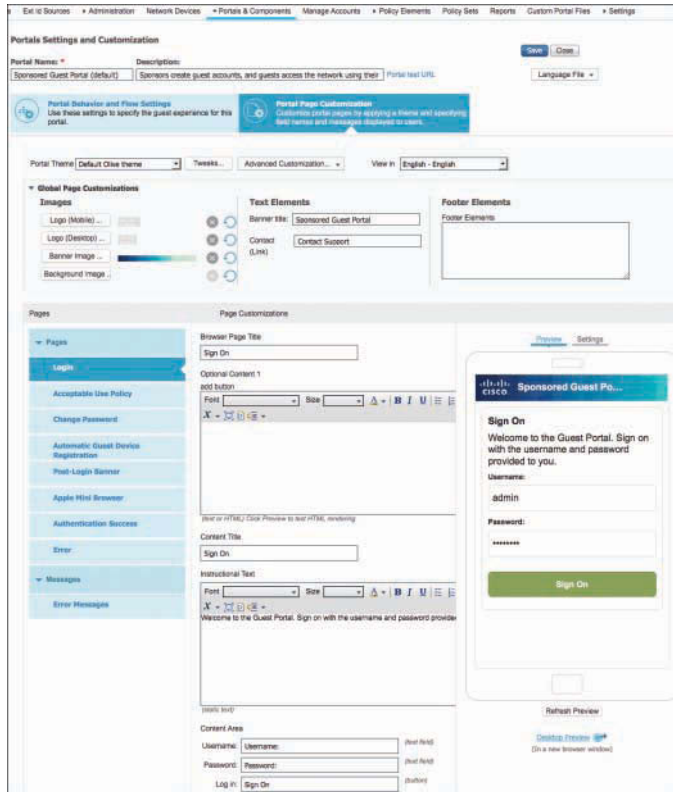 Ext Id Sources Administration Network Devices Portals & Components Manage Accounts Policy Elements Policy Sets Reports Custom Portal Files Settings
Portals Settings and Customization
Save Close
Portal Name: * Description:
Sponsored Guest Portal (default) Sponsors create guest accounts, and guests access the network using their Portal test URL Language File
Portal Behavior and Flow Settings
Use these settings to specify the guest experience for this portal.
Portal Page Customization
Customize portal pages by applying a theme and specifying field names and messages displayed to users.
Portal Theme Default Olive theme Tweaks... Advanced Customization... View in English - English
Global Page Customizations
Images Text Elements Footer Elements
Logo (Mobile) ... Banner title: Sponsored Guest Portal Footer Elements
Logo (Desktop) ... Contact (Link) Contact Support
Banner Image ...
Background Image ..
Pages Page Customizations
Pages
Login
Acceptable Use Policy
Change Password
Automatic Guest Device Registration
Post-Login Banner
Apple Mini Browser
Authentication Success
Error
Messages
Error Messages
Browser Page Title
Sign On
Optional Content 1
add button
Font Size A B I U
X
(text or HTML) Click Preview to test HTML rendering
Content Title
Sign On
Instructional Text
Font Size A B I U
X
Welcome to the Guest Portal. Sign on with the username and password provided
(static text)
Content Area
Username: Username: (text field)
Password: Password: (text field)
Log in: Sign On (button)
Preview Settings
CISCO Sponsored Guest Po...
Sign On
Welcome to the Guest Portal. Sign on
with the username and password
provided to you.
Username:
admin
Password:
••••••••
Sign On
Refresh Preview
Desktop Preview
(In a new browser window)